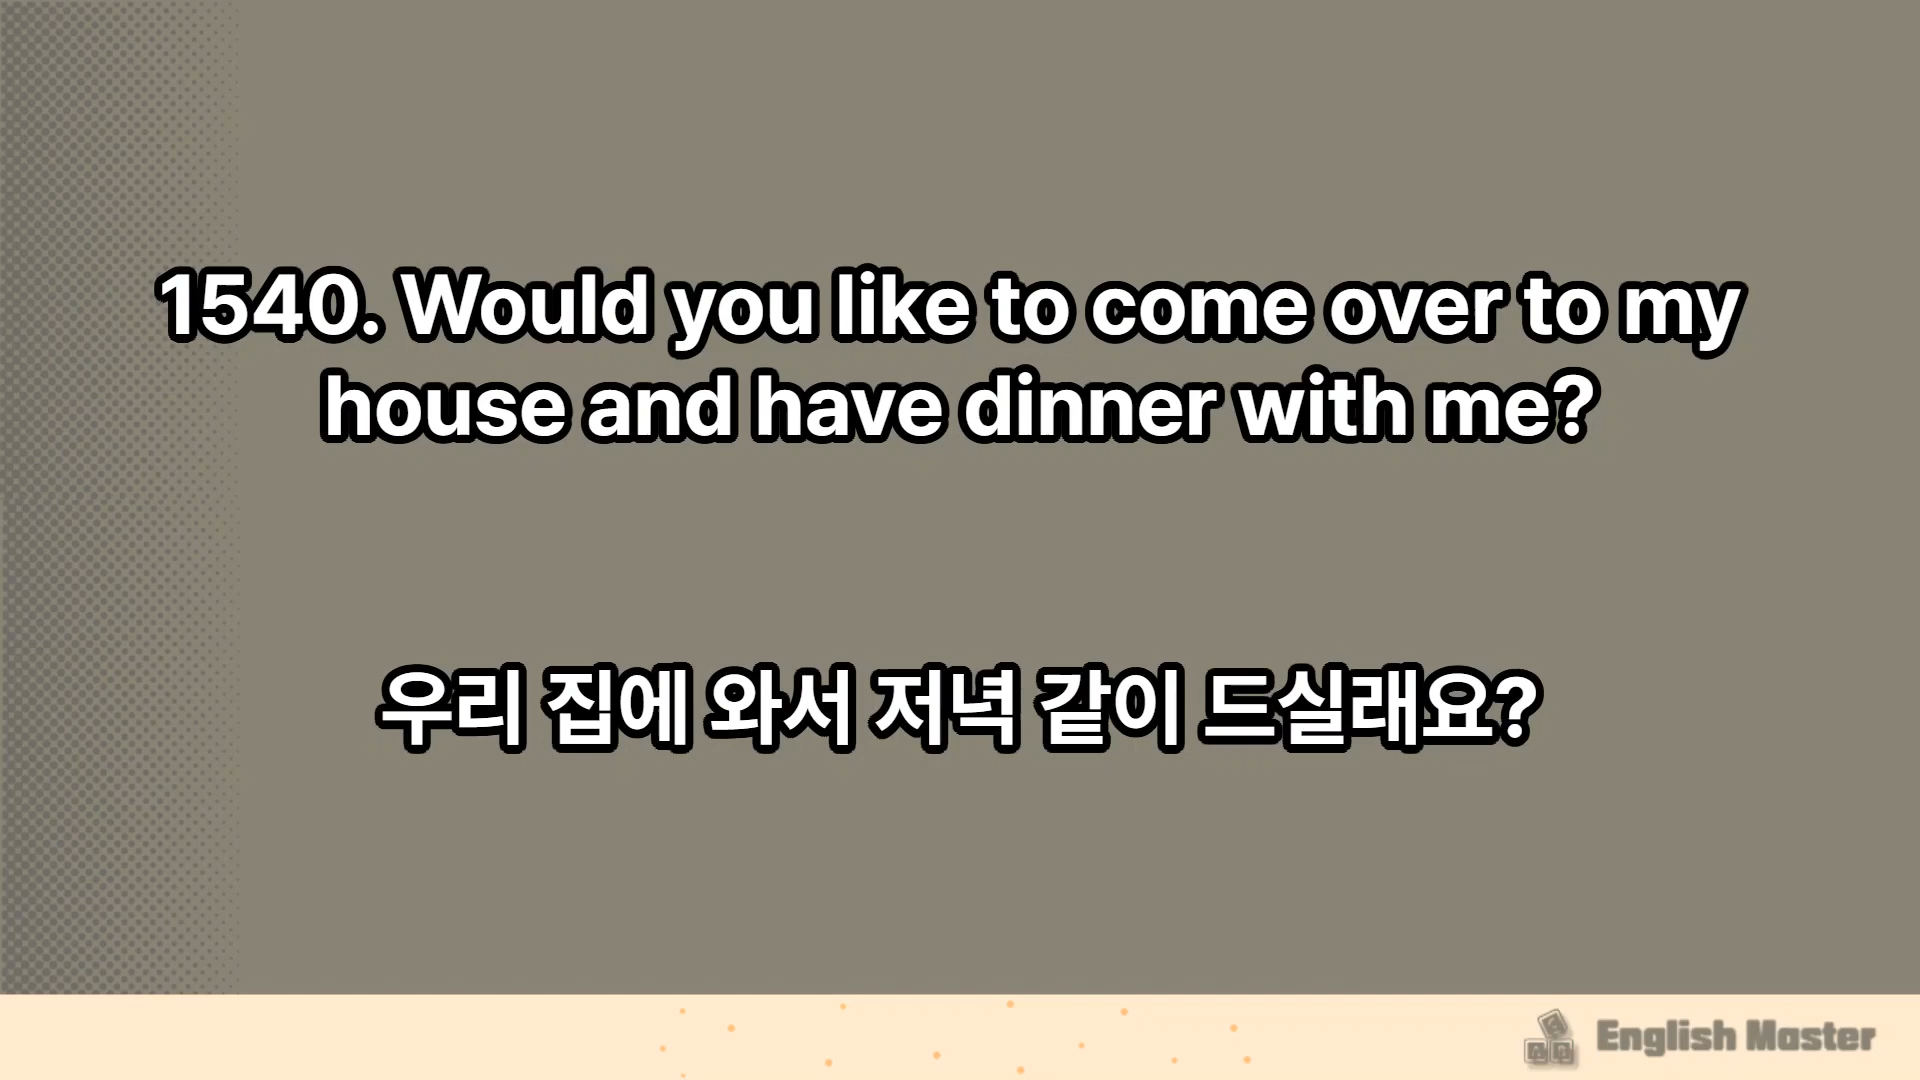 1540. Would you like to come over to my
house and have dinner with me?
우리 집에 와서 저녁 같이 드실래요?
English Master